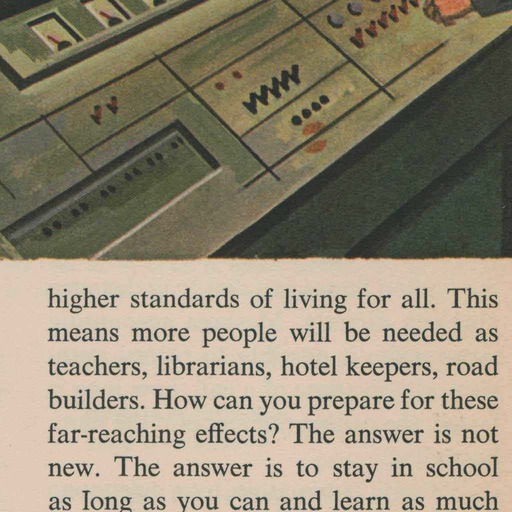 higher standards of living for all. This
means more people will be needed as
teachers, librarians, hotel keepers, road
builders. How can you prepare for these
far-reaching effects? The answer is not
new. The answer is to stay in school
as long as you can and learn as much